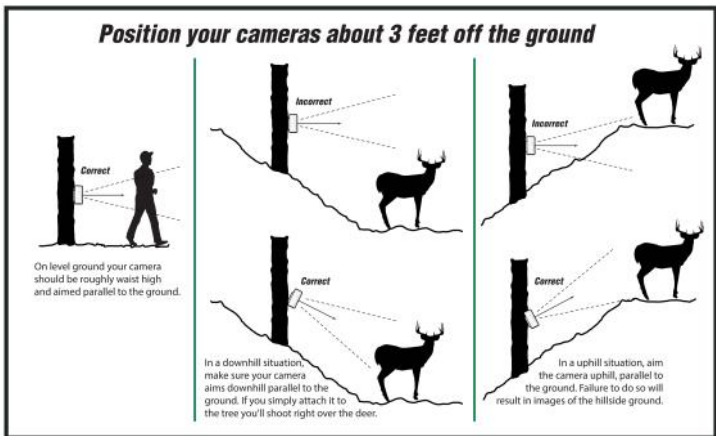 Position your cameras about 3 feet off the ground
Correct
On level ground your camera
should be roughly waist high
and aimed parallel to the ground.
Incorrect
Correct
In a downhill situation,
make sure your camera
aims downhill parallel to the
ground. If you simply attach it to
the tree you'll shoot right over the deer.
Incorrect
Correct
In a uphill situation, aim
the camera uphill, parallel to
the ground. Failure to do so will
result in images of the hillside ground.